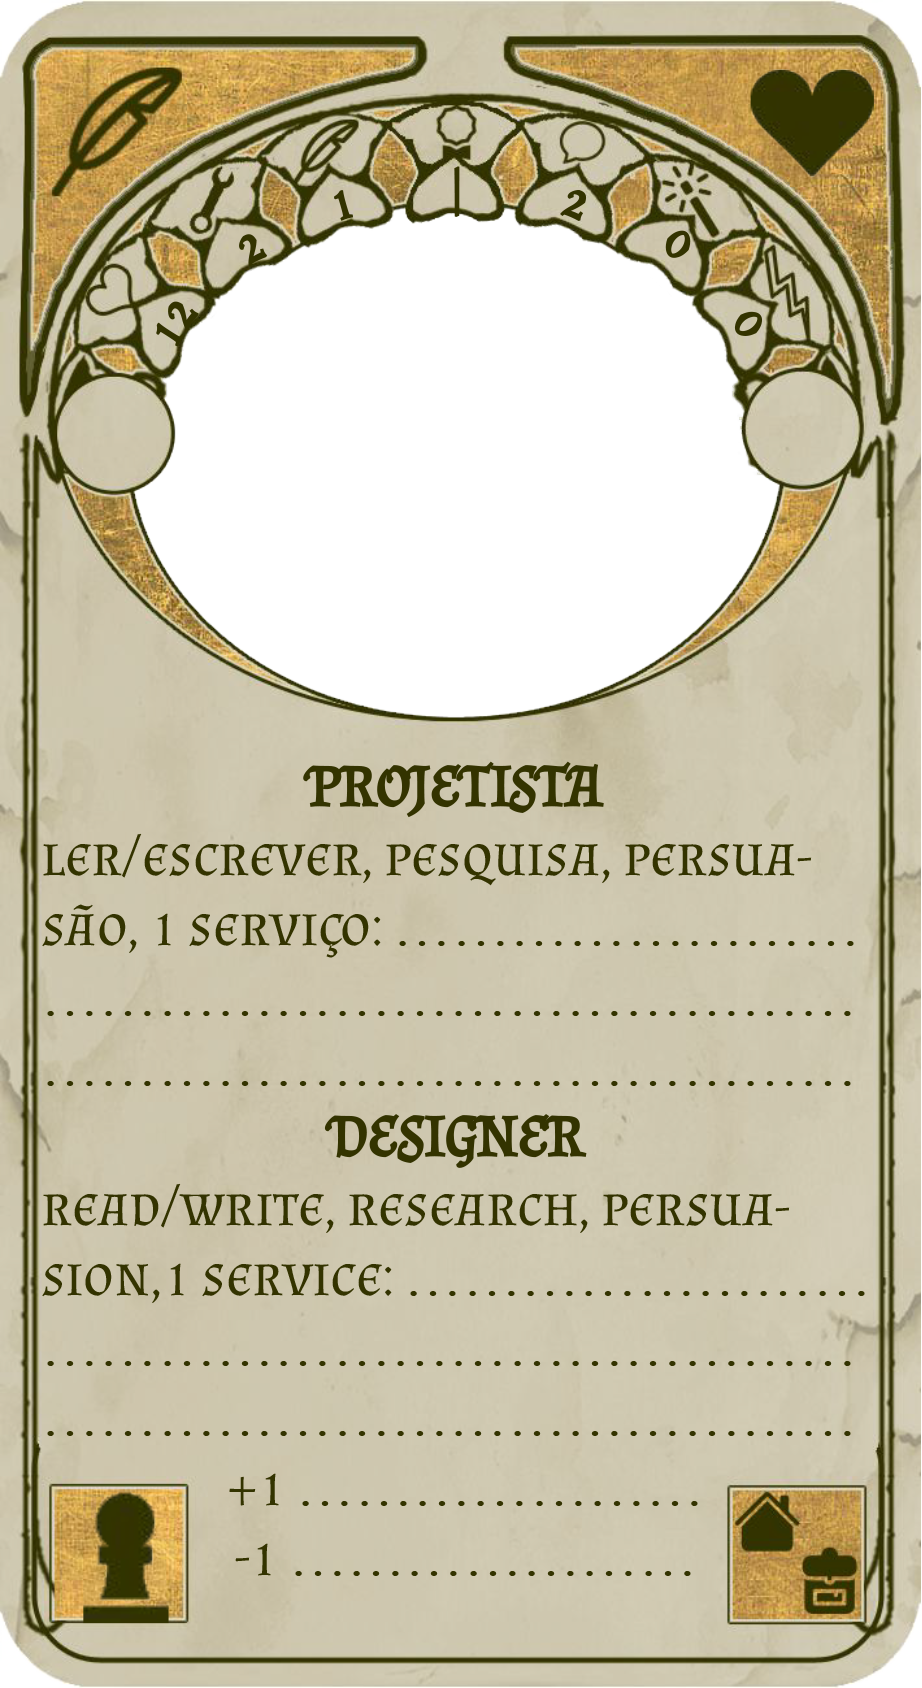 12 2 1 | 2 0 0
PROJETISTA
LER/ESCREVER, PESQUISA, PERSUA-
SÃO, 1 SERVIÇO: ........................
..........................................
..........................................
DESIGNER
READ/WRITE, RESEARCH, PERSUA-
SION,1 SERVICE: ........................
..........................................
..........................................
+1 .....................
-1 .....................